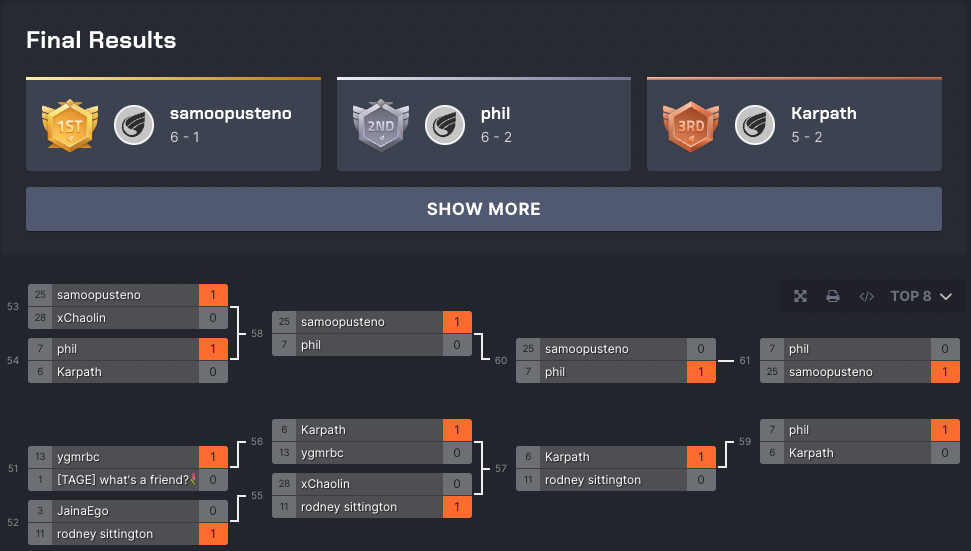 Final Results
1ST
samoopusteno
6 - 1
2ND
phil
6 - 2
3RD
Karpath
5 - 2
SHOW MORE
TOP 8
53
25 samoopusteno 1
28 xChaolin 0
54
7 phil 1
6 Karpath 0
58
25 samoopusteno 1
7 phil 0
60
25 samoopusteno 0
7 phil 1
61
7 phil 0
25 samoopusteno 1
51
13 ygmrbc 1
1 [TAGE] what's a friend?🌷 0
52
3 JainaEgo 0
11 rodney sittington 1
56
6 Karpath 1
13 ygmrbc 0
55
28 xChaolin 0
11 rodney sittington 1
57
6 Karpath 1
11 rodney sittington 0
59
7 phil 1
6 Karpath 0